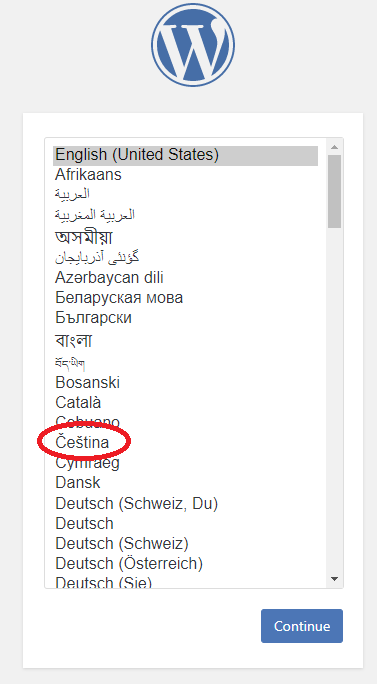 English (United States)
Afrikaans
العربية
العربية المغربية
অসমীয়া
گؤنئی آذربایجان
Azərbaycan dili
Беларуская мова
Български
বাংলা
བོད་ཡིག
Bosanski
Català
Cebuano
Čeština
Cymraeg
Dansk
Deutsch (Schweiz, Du)
Deutsch
Deutsch (Schweiz)
Deutsch (Österreich)
Deutsch (Sie)
Continue